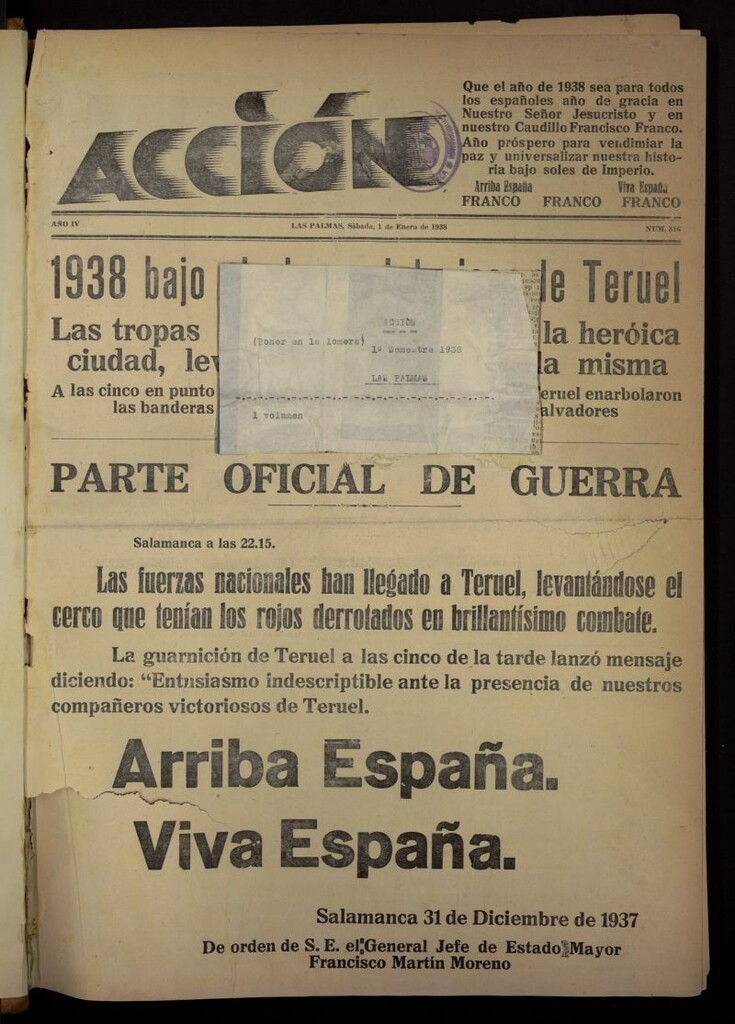 ACCIÓN
Que el año de 1938 sea para todos
los españoles año de gracia en
Nuestro Señor Jesucristo y en
nuestro Caudillo Francisco Franco.
Año próspero para vendimiar la
paz y universalizar nuestra histo-
ria bajo soles de Imperio.
Arriba España Viva España
FRANCO FRANCO FRANCO
AÑO IV LAS PALMAS, Sábado, 1 de Enero de 1938 NUM. 816
1938 bajo de Teruel
Las tropas la heróica
ciudad, la misma
A las cinco en punto eruel enarbolaron
las banderas alvadores
ACCION
(Poner en la lomera) 1º Semestre 1938
LAS PALMAS
1 volumen
PARTE OFICIAL DE GUERRA
Salamanca a las 22.15.
Las fuerzas nacionales han llegado a Teruel, levantándose el
cerco que tenían los rojos derrotados en brillantísimo combate.
La guarnición de Teruel a las cinco de la tarde lanzó mensaje
diciendo: “Entusiasmo indescriptible ante la presencia de nuestros
compañeros victoriosos de Teruel.
Arriba España.
Viva España.
Salamanca 31 de Diciembre de 1937
De orden de S. E. el General Jefe de Estado Mayor
Francisco Martín Moreno